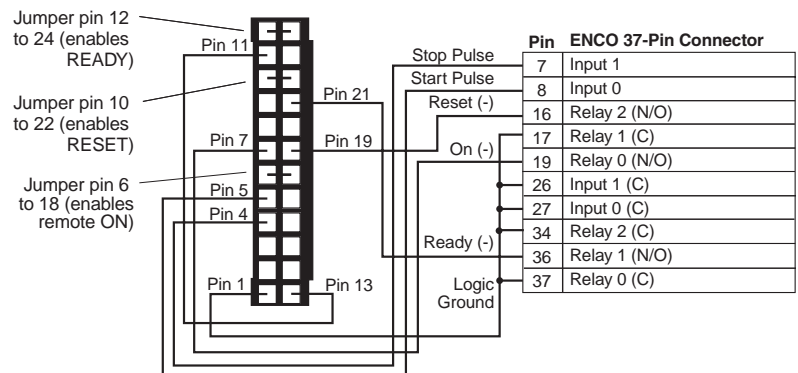 Jumper pin 12
to 24 (enables
READY)
Pin 11
Jumper pin 10
to 22 (enables
RESET)
Pin 21
Pin 7
Pin 19
Jumper pin 6
to 18 (enables
remote ON)
Pin 5
Pin 4
Pin 1
Pin 13
Stop Pulse
Start Pulse
Reset (-)
On (-)
Ready (-)
Logic
Ground
Pin ENCO 37-Pin Connector
7 Input 1
8 Input 0
16 Relay 2 (N/O)
17 Relay 1 (C)
19 Relay 0 (N/O)
26 Input 1 (C)
27 Input 0 (C)
34 Relay 2 (C)
36 Relay 1 (N/O)
37 Relay 0 (C)